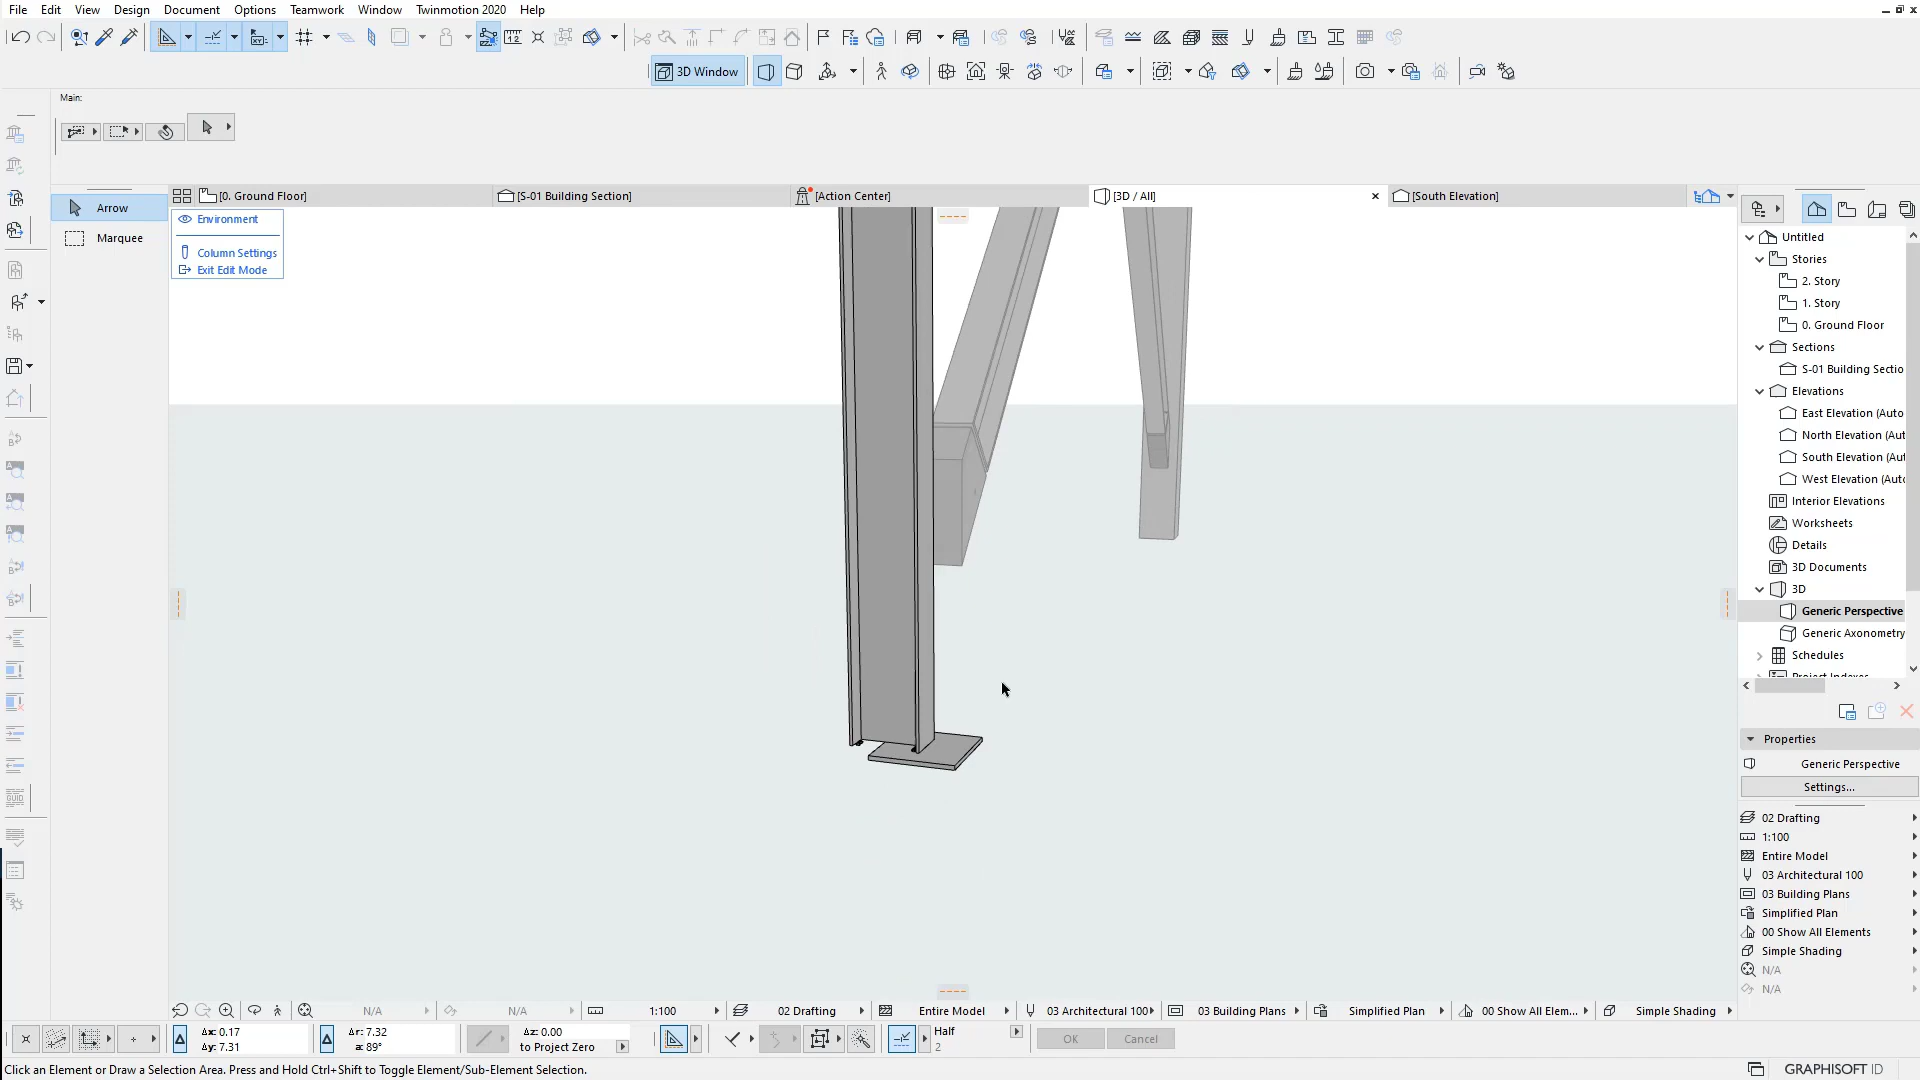 File Edit View Design Document Options Teamwork Window Twinmotion 2020 Help
3D Window
Main:
[0. Ground Floor]
[S-01 Building Section]
[Action Center]
[3D / All]
[South Elevation]
Arrow
Marquee
Environment
Column Settings
Exit Edit Mode
Untitled
Stories
2. Story
1. Story
0. Ground Floor
Sections
S-01 Building Sectio
Elevations
East Elevation (Auto
North Elevation (Aut
South Elevation (Aut
West Elevation (Auto
Interior Elevations
Worksheets
Details
3D Documents
3D
Generic Perspective
Generic Axonometry
Schedules
Project Indexes
Properties
Generic Perspective
Settings...
02 Drafting
1:100
Entire Model
03 Architectural 100
03 Building Plans
Simplified Plan
00 Show All Elements
Simple Shading
N/A
N/A
N/A N/A 1:100 02 Drafting Entire Model 03 Architectural 100 03 Building Plans Simplified Plan 00 Show All Elem... Simple Shading
Δx: 0.17
Δy: 7.31
Δr: 7.32
a: 89°
Δz: 0.00
to Project Zero
Half
2
OK
Cancel
Click an Element or Draw a Selection Area. Press and Hold Ctrl+Shift to Toggle Element/Sub-Element Selection.
GRAPHISOFT ID